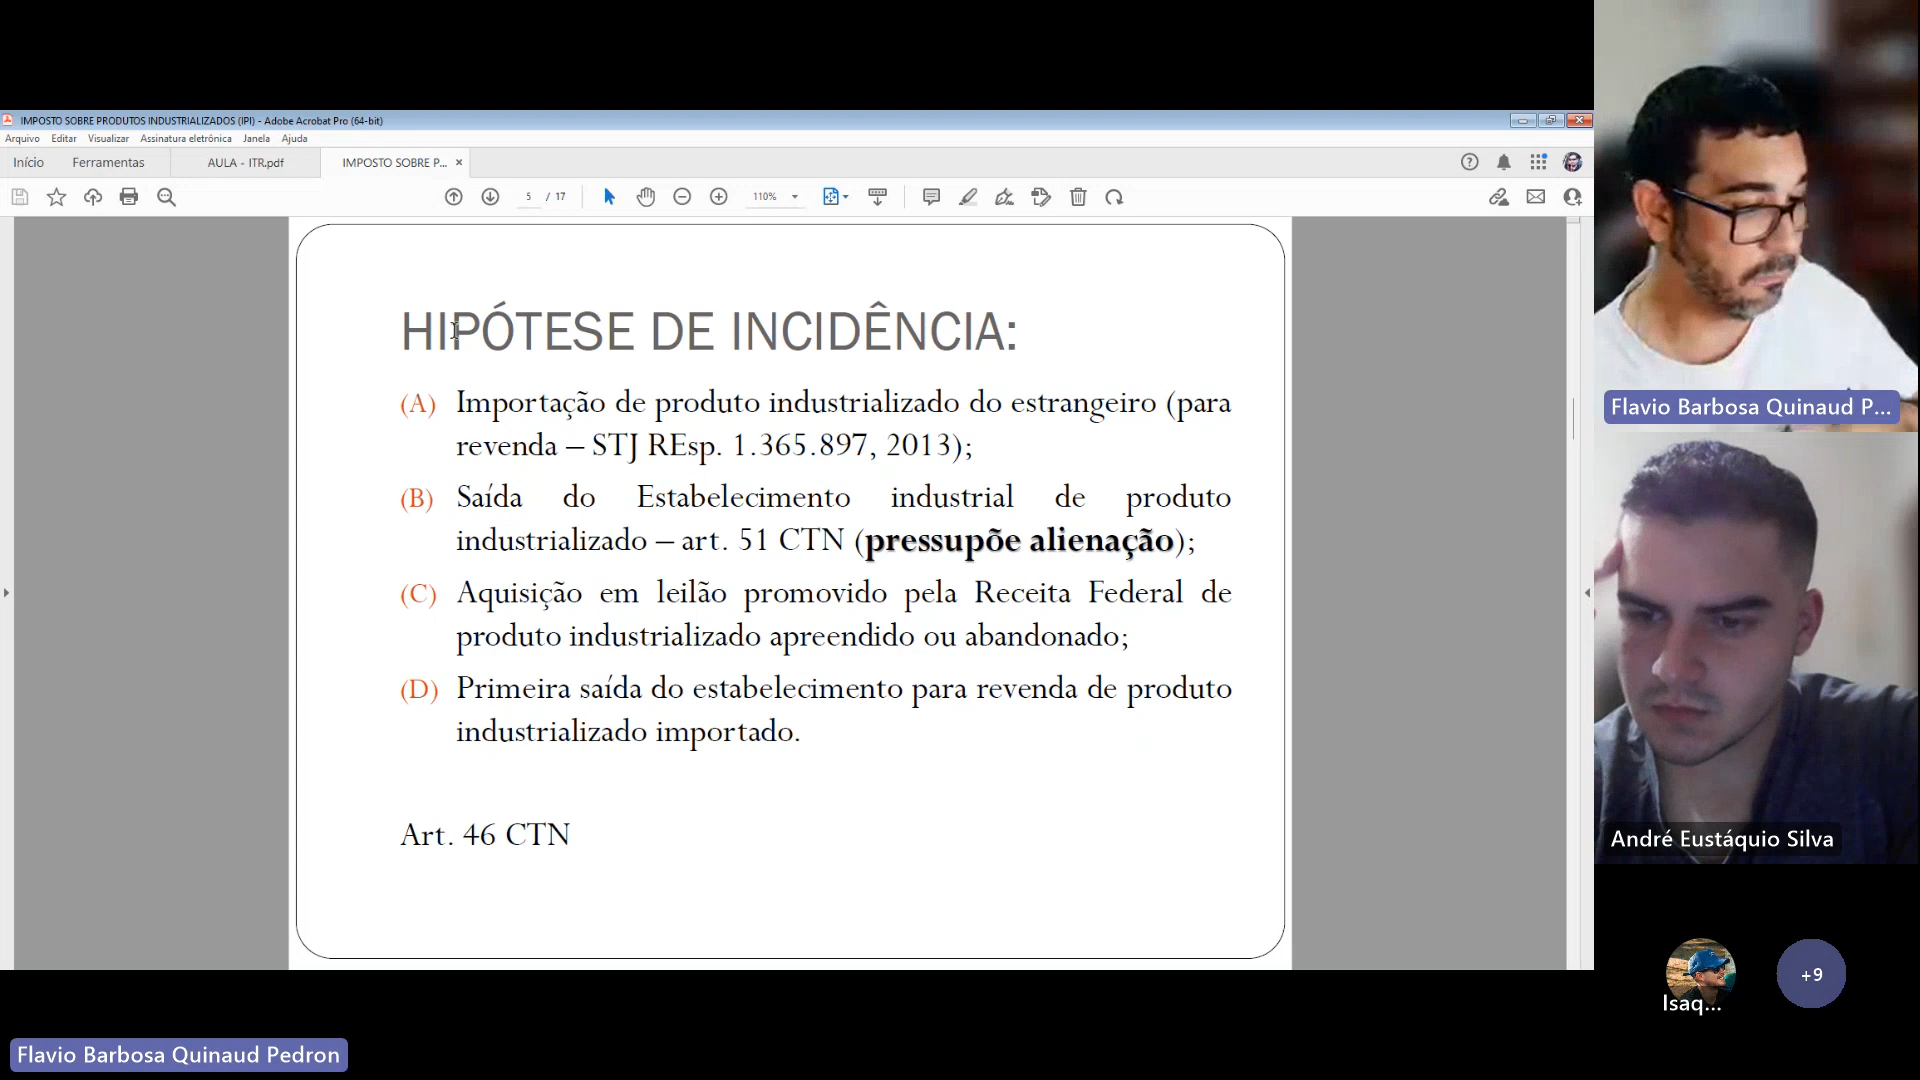 IMPOSTO SOBRE PRODUTOS INDUSTRIALIZADOS (IPI) - Adobe Acrobat Pro (64-bit)
Arquivo Editar Visualizar Assinatura eletrônica Janela Ajuda
Início Ferramentas AULA - ITR.pdf IMPOSTO SOBRE P... ×
5 / 17 110%
HIPÓTESE DE INCIDÊNCIA:
(A) Importação de produto industrializado do estrangeiro (para
revenda – STJ REsp. 1.365.897, 2013);
(B) Saída do Estabelecimento industrial de produto
industrializado – art. 51 CTN (pressupõe alienação);
(C) Aquisição em leilão promovido pela Receita Federal de
produto industrializado apreendido ou abandonado;
(D) Primeira saída do estabelecimento para revenda de produto
industrializado importado.
Art. 46 CTN
Flavio Barbosa Quinaud P...
André Eustáquio Silva
Isaq...
+9
Flavio Barbosa Quinaud Pedron